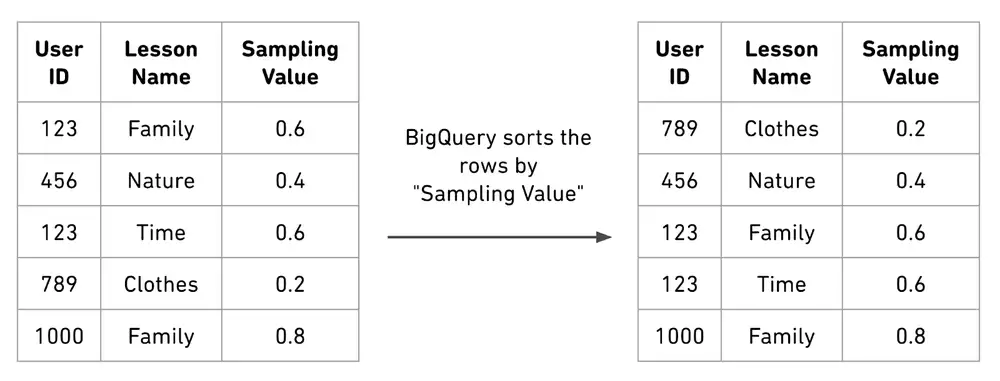 User ID Lesson Name Sampling Value
123 Family 0.6
456 Nature 0.4
123 Time 0.6
789 Clothes 0.2
1000 Family 0.8
BigQuery sorts the
rows by
"Sampling Value"
User ID Lesson Name Sampling Value
789 Clothes 0.2
456 Nature 0.4
123 Family 0.6
123 Time 0.6
1000 Family 0.8